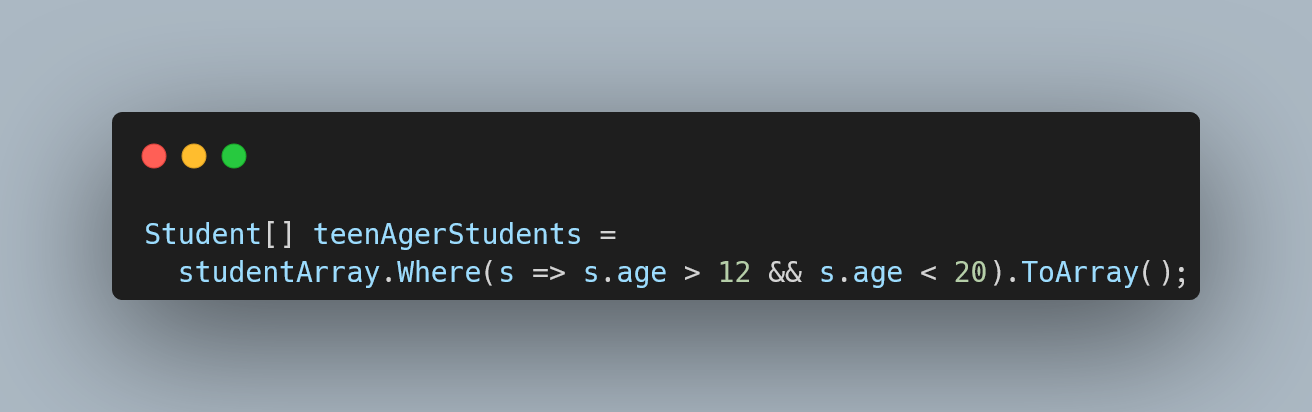 Student[] teenAgerStudents =
  studentArray.Where(s => s.age > 12 && s.age < 20).ToArray();